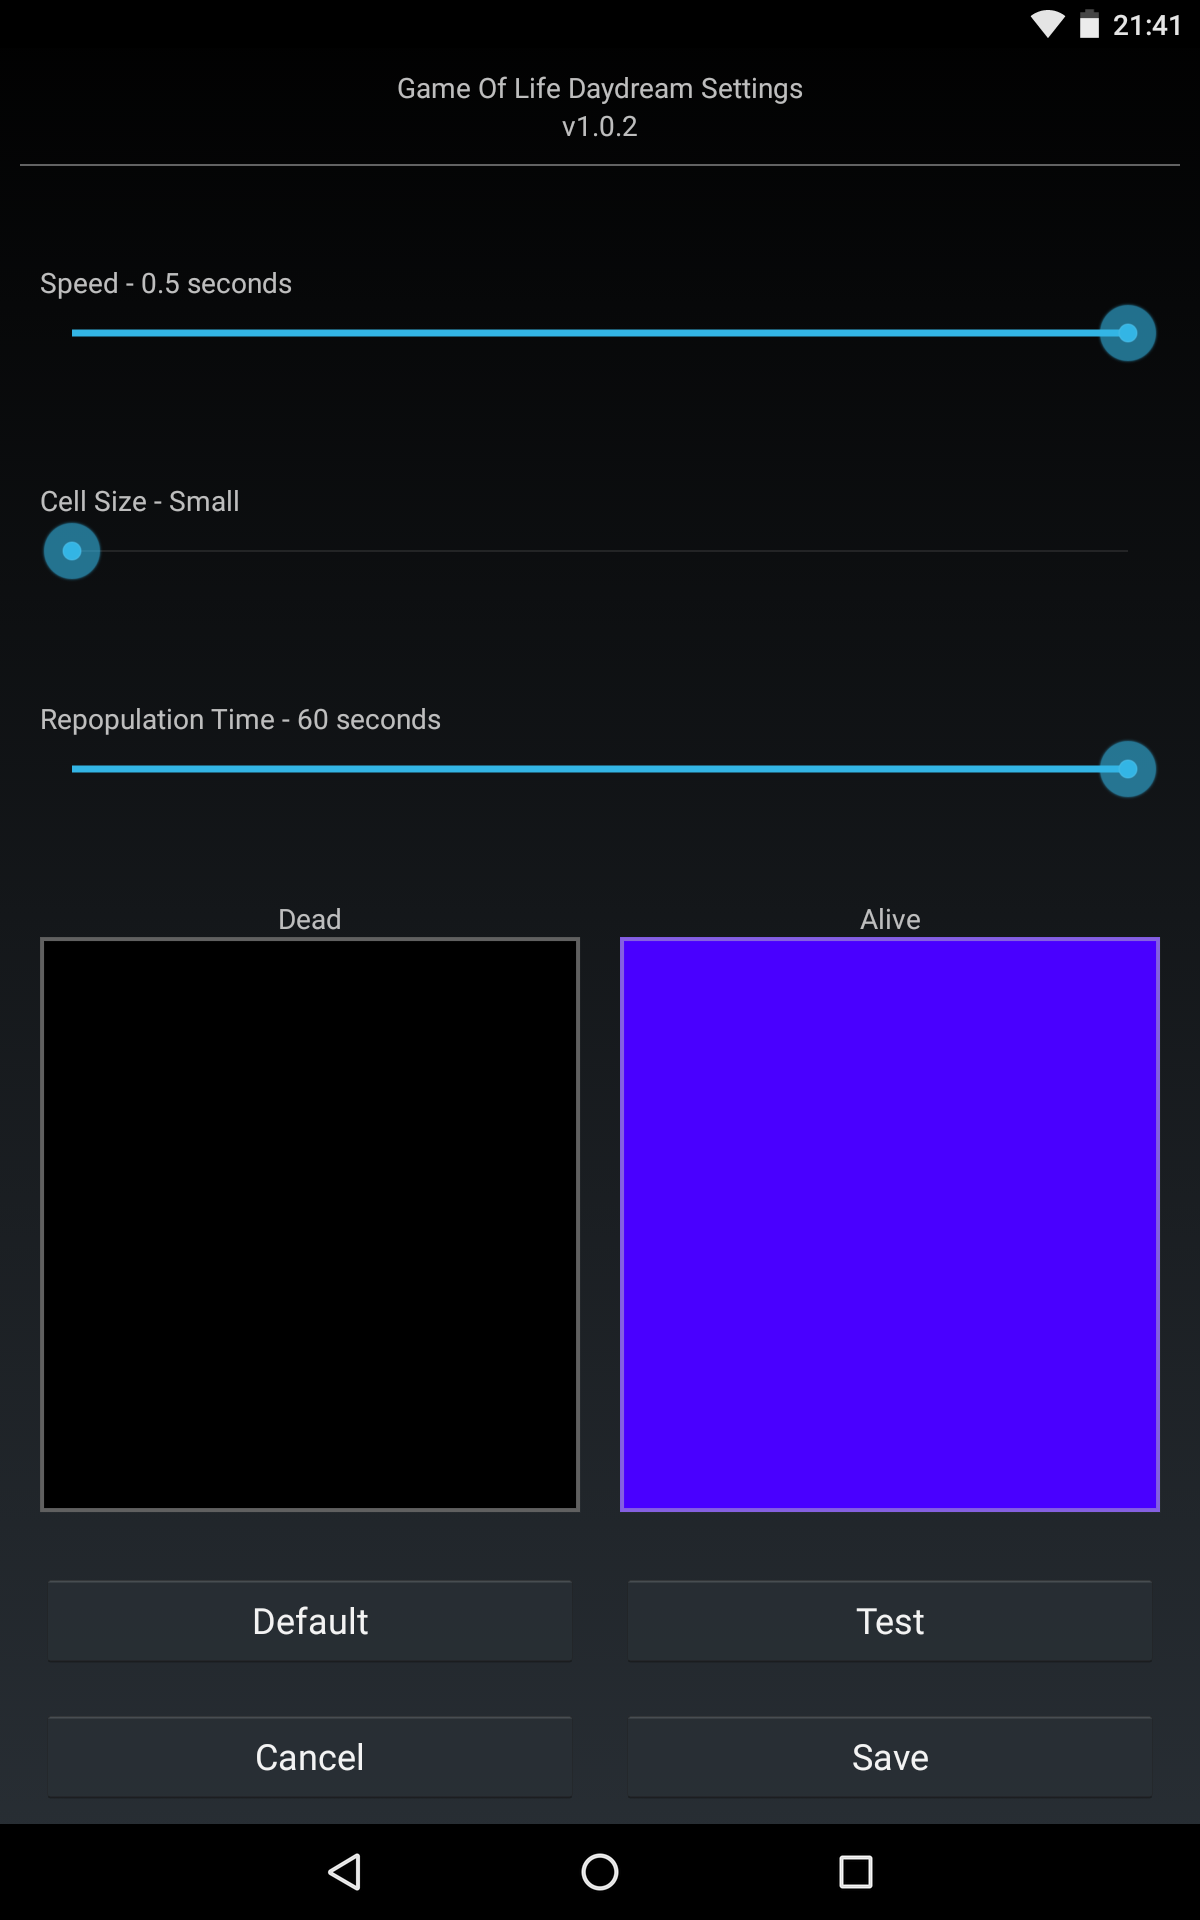 21:41
Game Of Life Daydream Settings
v1.0.2
Speed - 0.5 seconds
Cell Size - Small
Repopulation Time - 60 seconds
Dead
Alive
Default
Test
Cancel
Save